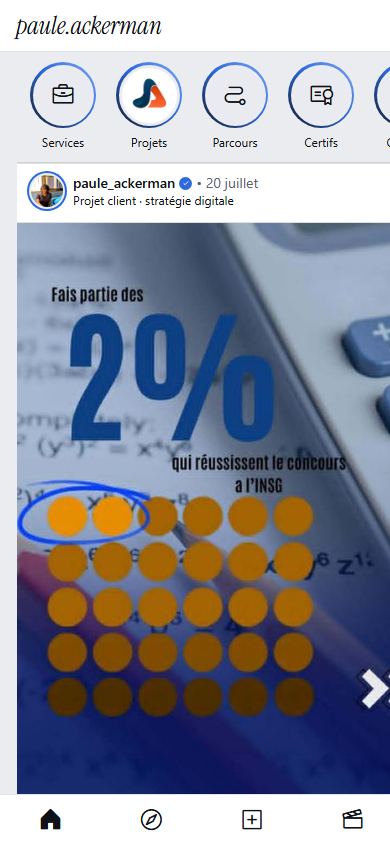 paule.ackerman
Services
Projets
Parcours
Certifs
paule_ackerman • 20 juillet
Projet client · stratégie digitale
Fais partie des
2%
qui réussissent le concours
a l'INSG